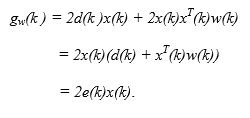 g_w(k) = 2d(k)x(k) + 2x(k)x^T(k)w(k)
= 2x(k)(d(k) + x^T(k)w(k))
= 2e(k)x(k).